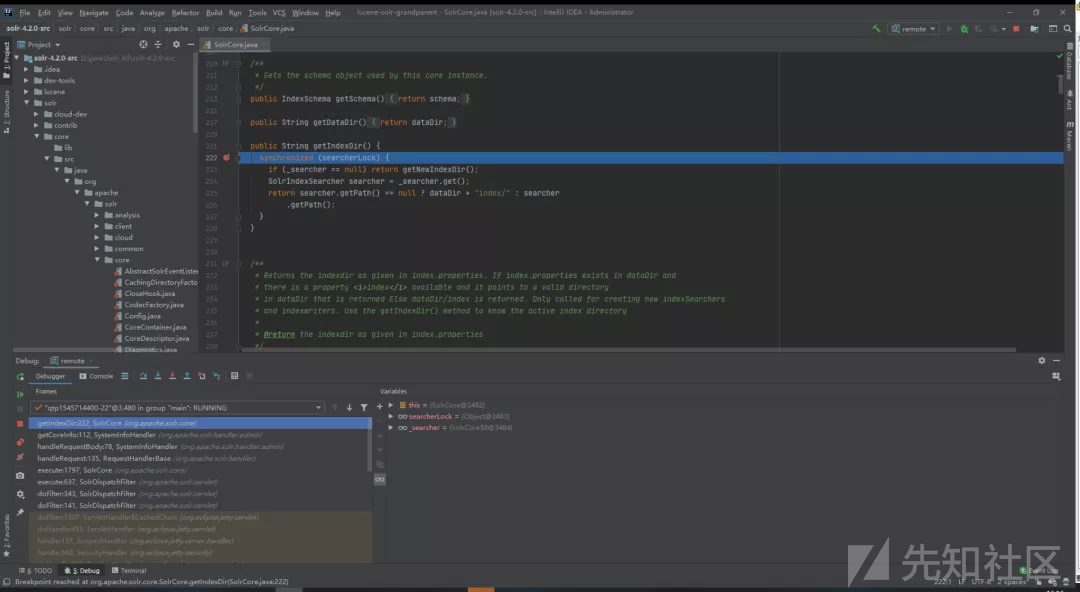 File Edit View Navigate Code Analyze Refactor Build Run Tools VCS Window Help lucene-solr-grandparent - SolrCore.java [solr-4.2.0-src] - IntelliJ IDEA - Administrator
solr-4.2.0-src solr core src java org apache solr core SolrCore.java
remote
Project
SolrCore.java
solr-4.2.0-src
.idea
dev-tools
lucene
solr
cloud-dev
contrib
core
lib
src
java
org
apache
solr
analysis
client
cloud
common
core
AbstractSolrEventListe
CachingDirectoryFacto
CloseHook.java
CodecFactory.java
Config.java
CoreContainer.java
CoreDescriptor.java
Diagnostics.java
210 /**
211 * Gets the schema object used by this core instance.
212 */
213 public IndexSchema getSchema() { return schema; }
217 public String getDataDir() { return dataDir; }
221 public String getIndexDir() {
222 synchronized (searcherLock) {
223 if (_searcher == null) return getNewIndexDir();
224 SolrIndexSearcher searcher = _searcher.get();
225 return searcher.getPath() == null ? dataDir + "index/" : searcher
226 .getPath();
227 }
228 }
229
230
231 /**
232 * Returns the indexdir as given in index.properties. If index.properties exists in dataDir and
233 * there is a property <i>index</i> available and it points to a valid directory
234 * in dataDir that is returned Else dataDir/index is returned. Only called for creating new indexSearchers
235 * and indexwriters. Use the getIndexDir() method to know the active index directory
236 *
237 * @return the indexdir as given in index.properties
238 */
1: Project
2: Structure
2: Favorites
Database
Ant
Maven
Debug: remote
Debugger Console
Frames
Variables
"qtp1545714400-22"@3,480 in group "main": RUNNING
getIndexDir:222, SolrCore (org.apache.solr.core)
getCoreInfo:112, SystemInfoHandler (org.apache.solr.handler.admin)
handleRequestBody:78, SystemInfoHandler (org.apache.solr.handler.admin)
handleRequest:135, RequestHandlerBase (org.apache.solr.handler)
execute:1797, SolrCore (org.apache.solr.core)
execute:637, SolrDispatchFilter (org.apache.solr.servlet)
doFilter:343, SolrDispatchFilter (org.apache.solr.servlet)
doFilter:141, SolrDispatchFilter (org.apache.solr.servlet)
doFilter:1307, ServletHandler$CachedChain (org.eclipse.jetty.servlet)
doHandle:453, ServletHandler (org.eclipse.jetty.servlet)
handle:137, ScopedHandler (org.eclipse.jetty.server.handler)
handle:560, SecurityHandler (org.eclipse.jetty.security)
this = {SolrCore@3482}
searcherLock = {Object@3483}
_searcher = {SolrCore$8@3484}
6: TODO 5: Debug Terminal
Event Log
Breakpoint reached at org.apache.solr.core.SolrCore.getIndexDir(SolrCore.java:222)
222:1 LF UTF-8 2 spaces
先知社区